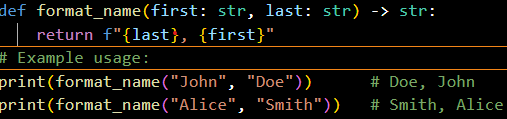 def format_name(first: str, last: str) -> str:
    return f"{last}, {first}"
# Example usage:
print(format_name("John", "Doe"))      # Doe, John
print(format_name("Alice", "Smith"))   # Smith, Alice